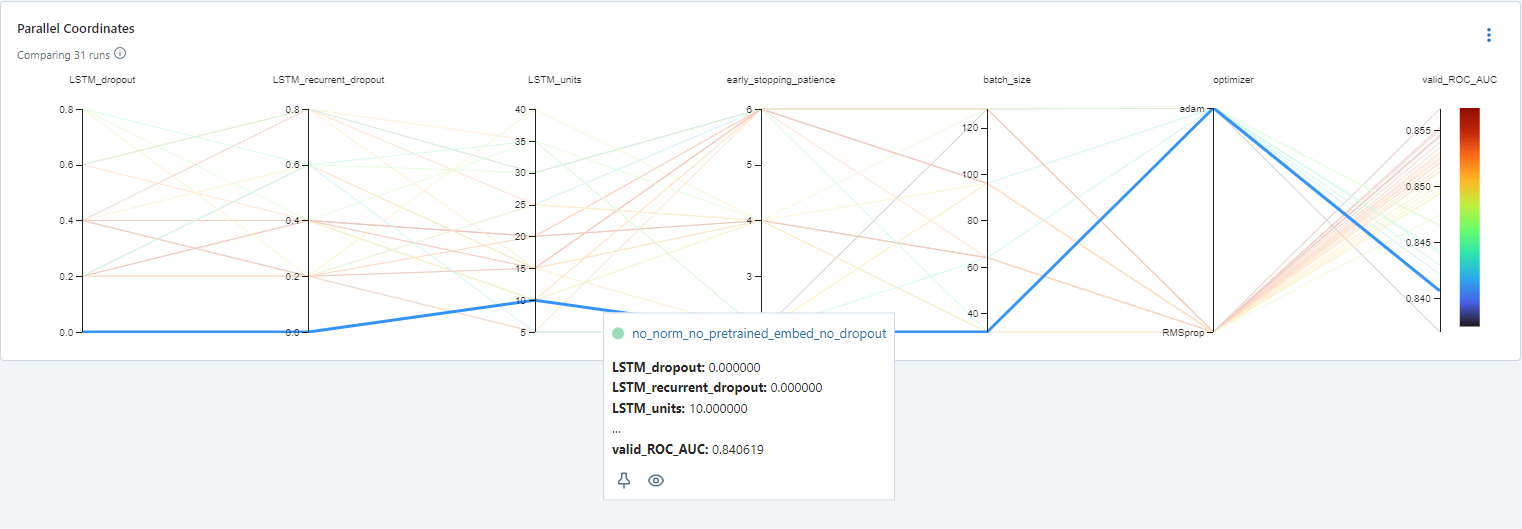 Parallel Coordinates
Comparing 31 runs
LSTM_dropout LSTM_recurrent_dropout LSTM_units early_stopping_patience batch_size optimizer valid_ROC_AUC
0.8 0.8 40 6 adam
120 0.855
35
0.6 0.6 5
30 100 0.850
25
0.4 0.4 4 80
20 0.845
60
15
0.2 0.2 3
10 40 0.840
0.0 0.0 5 RMSprop
no_norm_no_pretrained_embed_no_dropout
LSTM_dropout: 0.000000
LSTM_recurrent_dropout: 0.000000
LSTM_units: 10.000000
...
valid_ROC_AUC: 0.840619